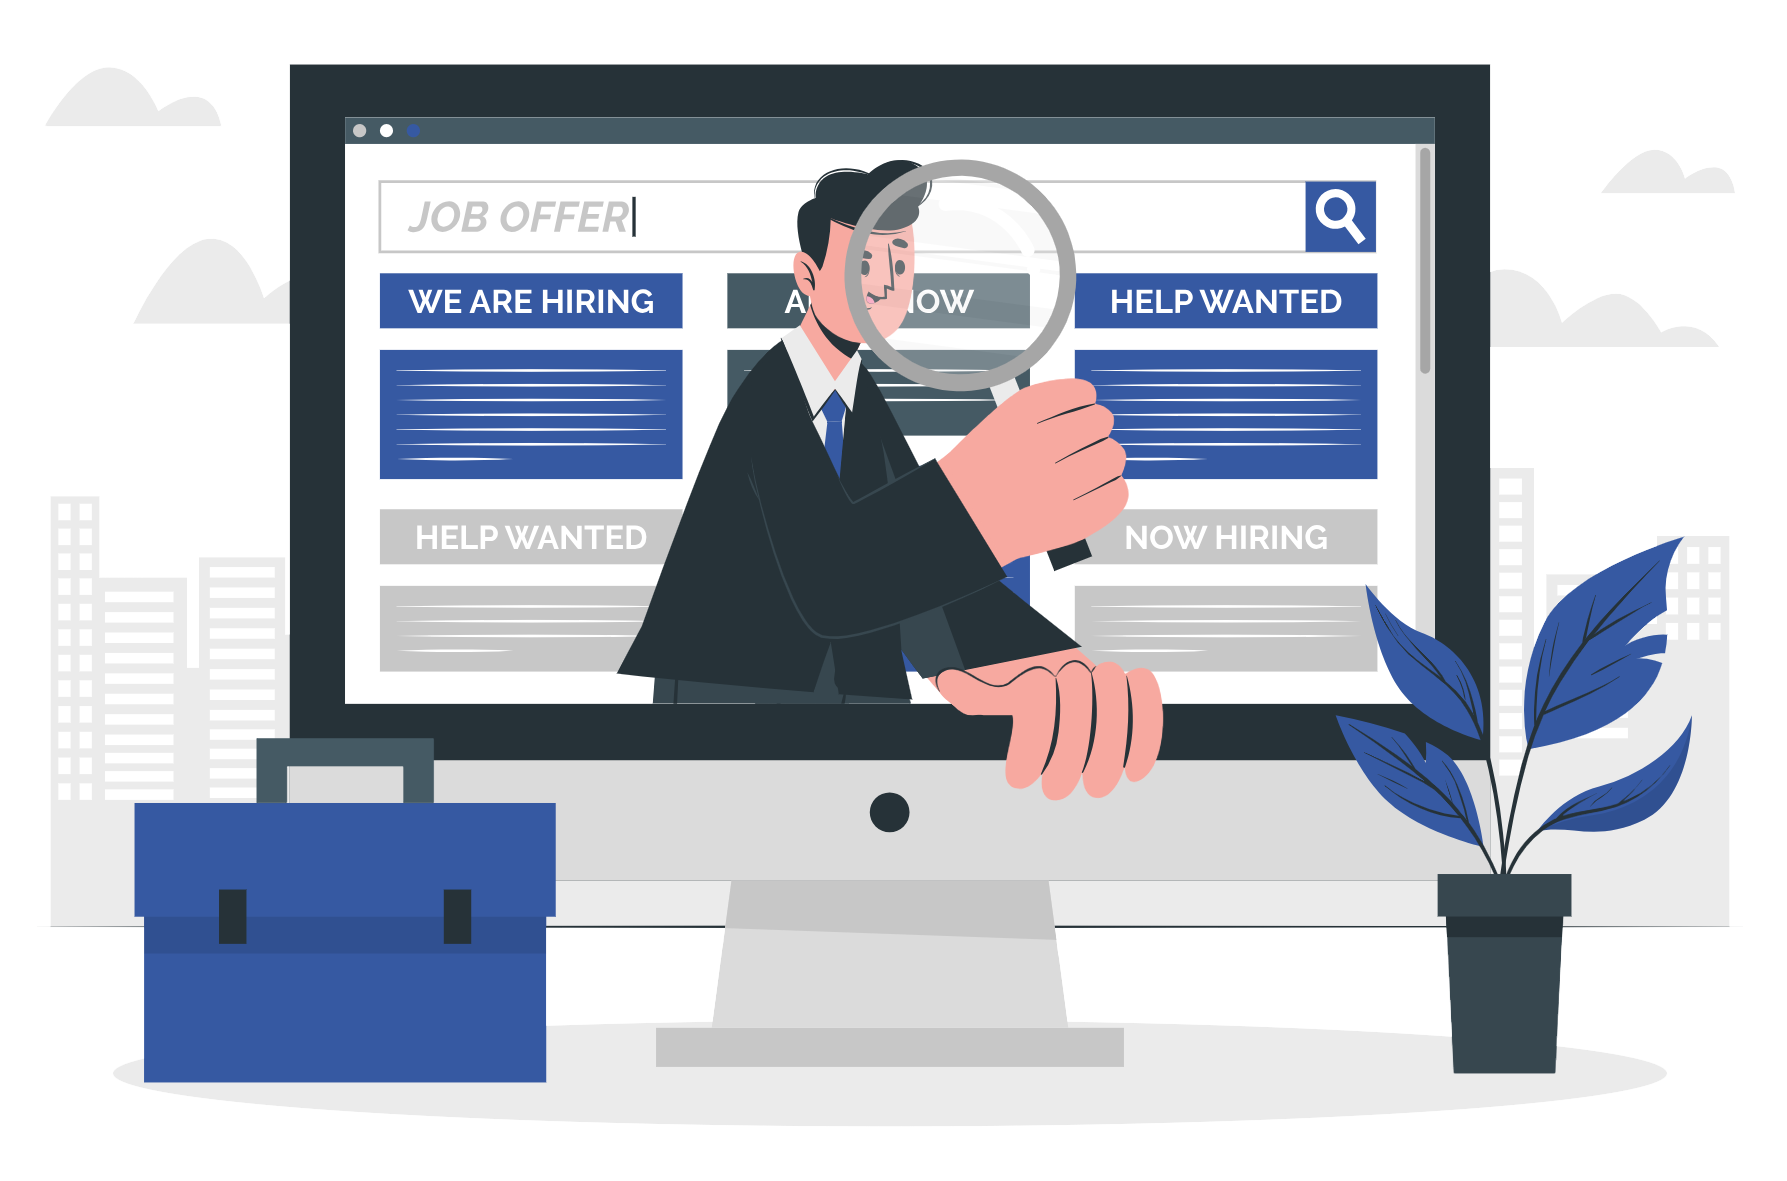 JOB OFFER
WE ARE HIRING
HELP WANTED
HELP WANTED
NOW HIRING